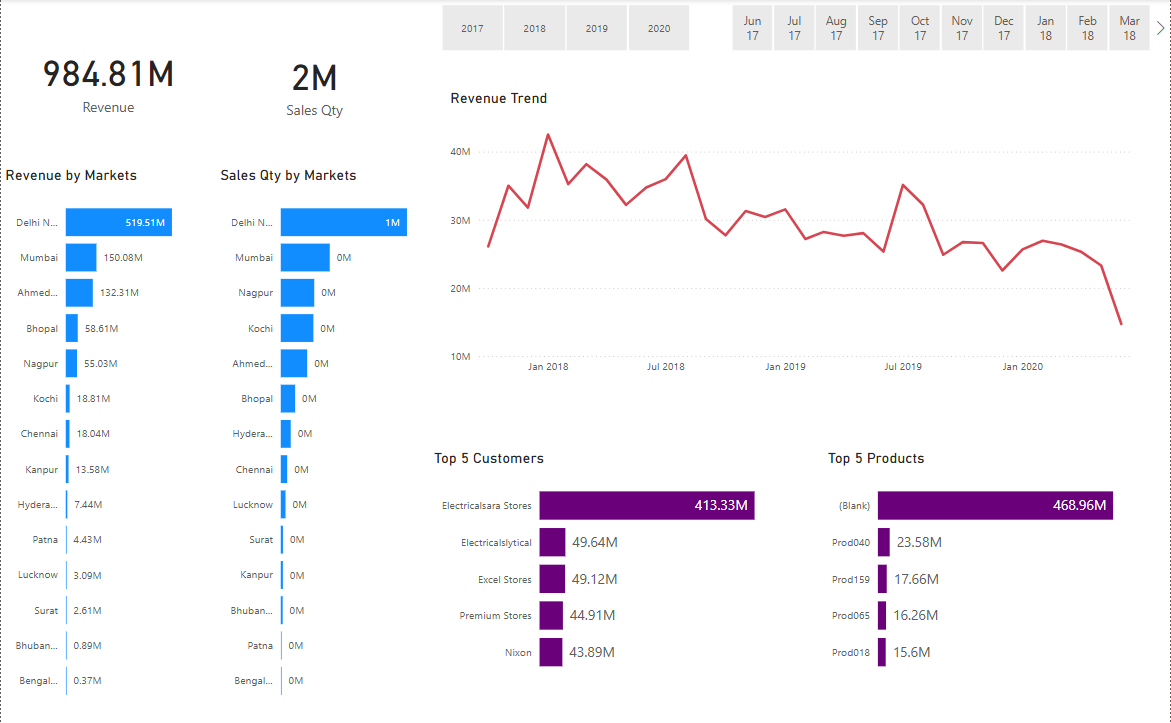 2017 2018 2019 2020
Jun 17 Jul 17 Aug 17 Sep 17 Oct 17 Nov 17 Dec 17 Jan 18 Feb 18 Mar 18
984.81M
Revenue
2M
Sales Qty
Revenue by Markets
Delhi N... 519.51M
Mumbai 150.08M
Ahmed... 132.31M
Bhopal 58.61M
Nagpur 55.03M
Kochi 18.81M
Chennai 18.04M
Kanpur 13.58M
Hydera... 7.44M
Patna 4.43M
Lucknow 3.09M
Surat 2.61M
Bhuban... 0.89M
Bengal... 0.37M
Sales Qty by Markets
Delhi N... 1M
Mumbai 0M
Nagpur 0M
Kochi 0M
Ahmed... 0M
Bhopal 0M
Hydera... 0M
Chennai 0M
Lucknow 0M
Surat 0M
Kanpur 0M
Bhuban... 0M
Patna 0M
Bengal... 0M
Revenue Trend
40M
30M
20M
10M
Jan 2018 Jul 2018 Jan 2019 Jul 2019 Jan 2020
Top 5 Customers
Electricalsara Stores 413.33M
Electricalslytical 49.64M
Excel Stores 49.12M
Premium Stores 44.91M
Nixon 43.89M
Top 5 Products
(Blank) 468.96M
Prod040 23.58M
Prod159 17.66M
Prod065 16.26M
Prod018 15.6M